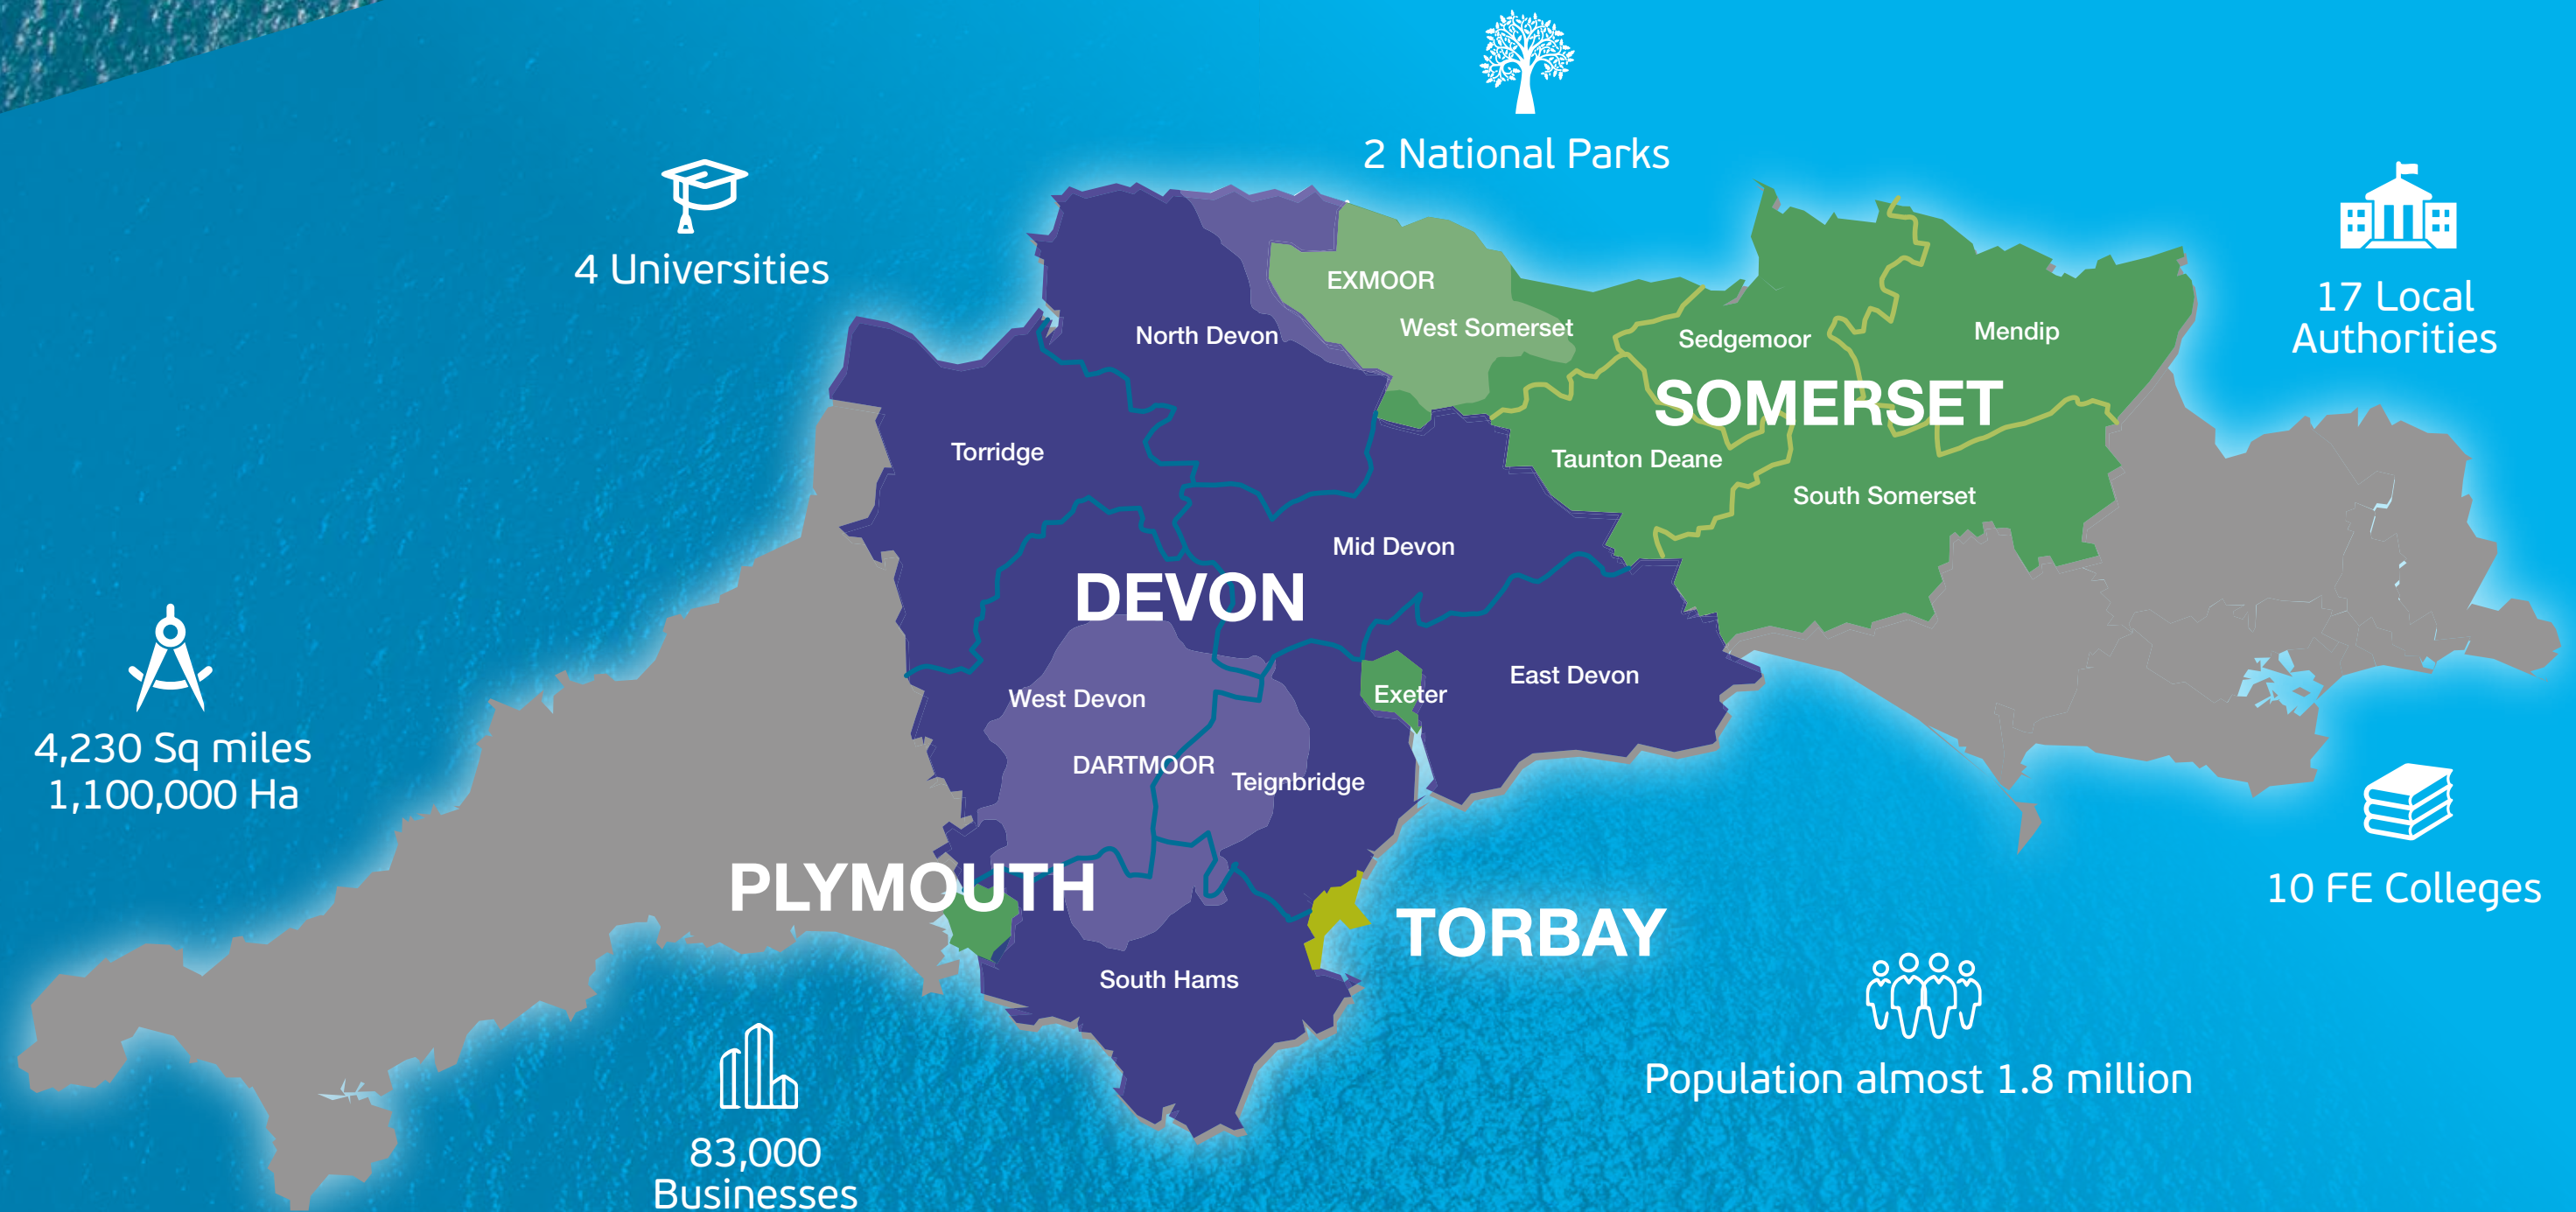 2 National Parks
4 Universities
17 Local
Authorities
EXMOOR
West Somerset
North Devon
Sedgemoor
Mendip
SOMERSET
Torridge
Taunton Deane
South Somerset
Mid Devon
DEVON
West Devon
Exeter
East Devon
4,230 Sq miles
1,100,000 Ha
DARTMOOR
Teignbridge
PLYMOUTH
TORBAY
10 FE Colleges
South Hams
Population almost 1.8 million
83,000
Businesses